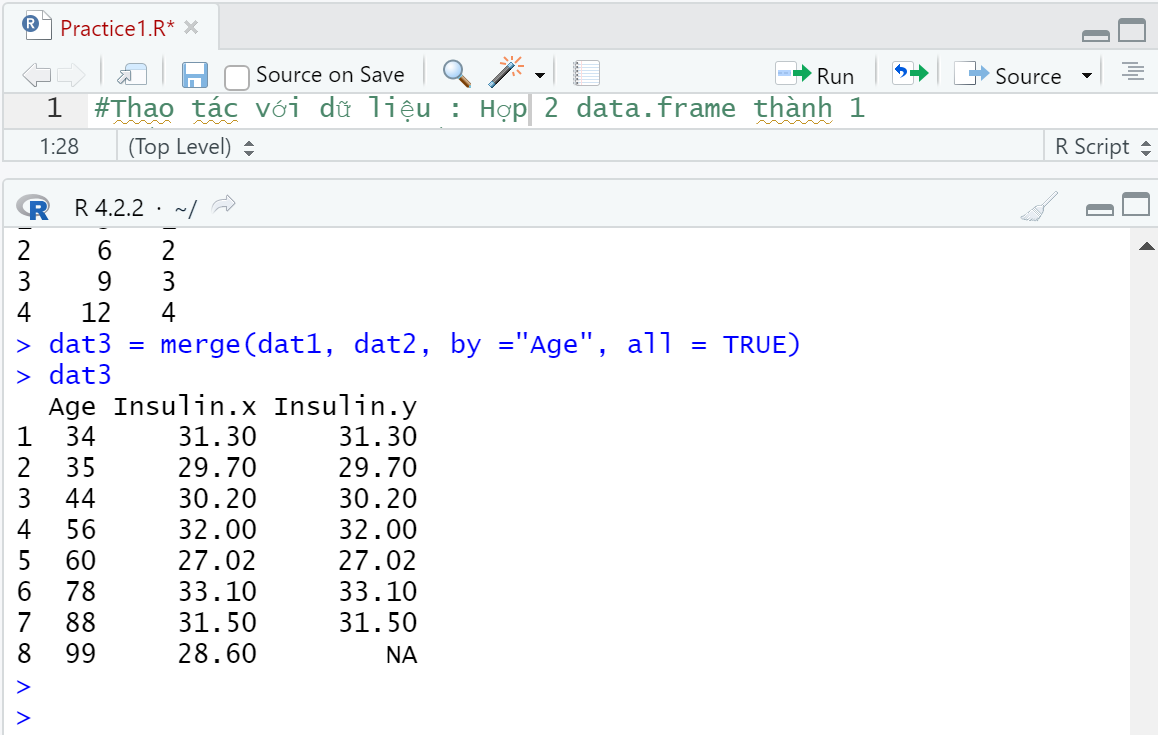 Practice1.R*
Source on Save
Run
Source
1 #Thao tác với dữ liệu : Hợp 2 data.frame thành 1
1:28 (Top Level) R Script
R R 4.2.2 · ~/
2 6 2
3 9 3
4 12 4
> dat3 = merge(dat1, dat2, by ="Age", all = TRUE)
> dat3
Age Insulin.x Insulin.y
1 34 31.30 31.30
2 35 29.70 29.70
3 44 30.20 30.20
4 56 32.00 32.00
5 60 27.02 27.02
6 78 33.10 33.10
7 88 31.50 31.50
8 99 28.60 NA
>
>